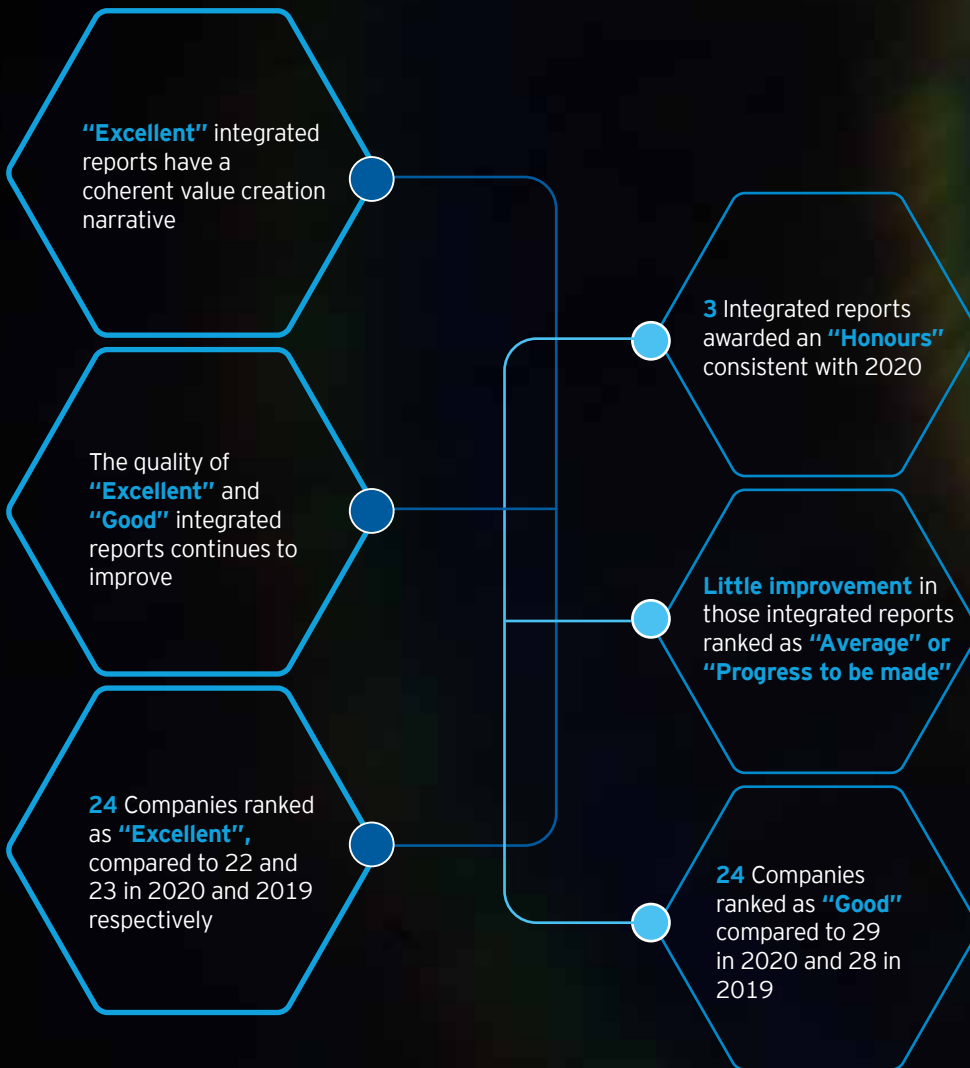 “Excellent” integrated
reports have a
coherent value creation
narrative
The quality of
“Excellent” and
“Good” integrated
reports continues to
improve
24 Companies ranked
as “Excellent”,
compared to 22 and
23 in 2020 and 2019
respectively
3 Integrated reports
awarded an “Honours”
consistent with 2020
Little improvement in
those integrated reports
ranked as “Average” or
“Progress to be made”
24 Companies
ranked as “Good”
compared to 29
in 2020 and 28 in
2019